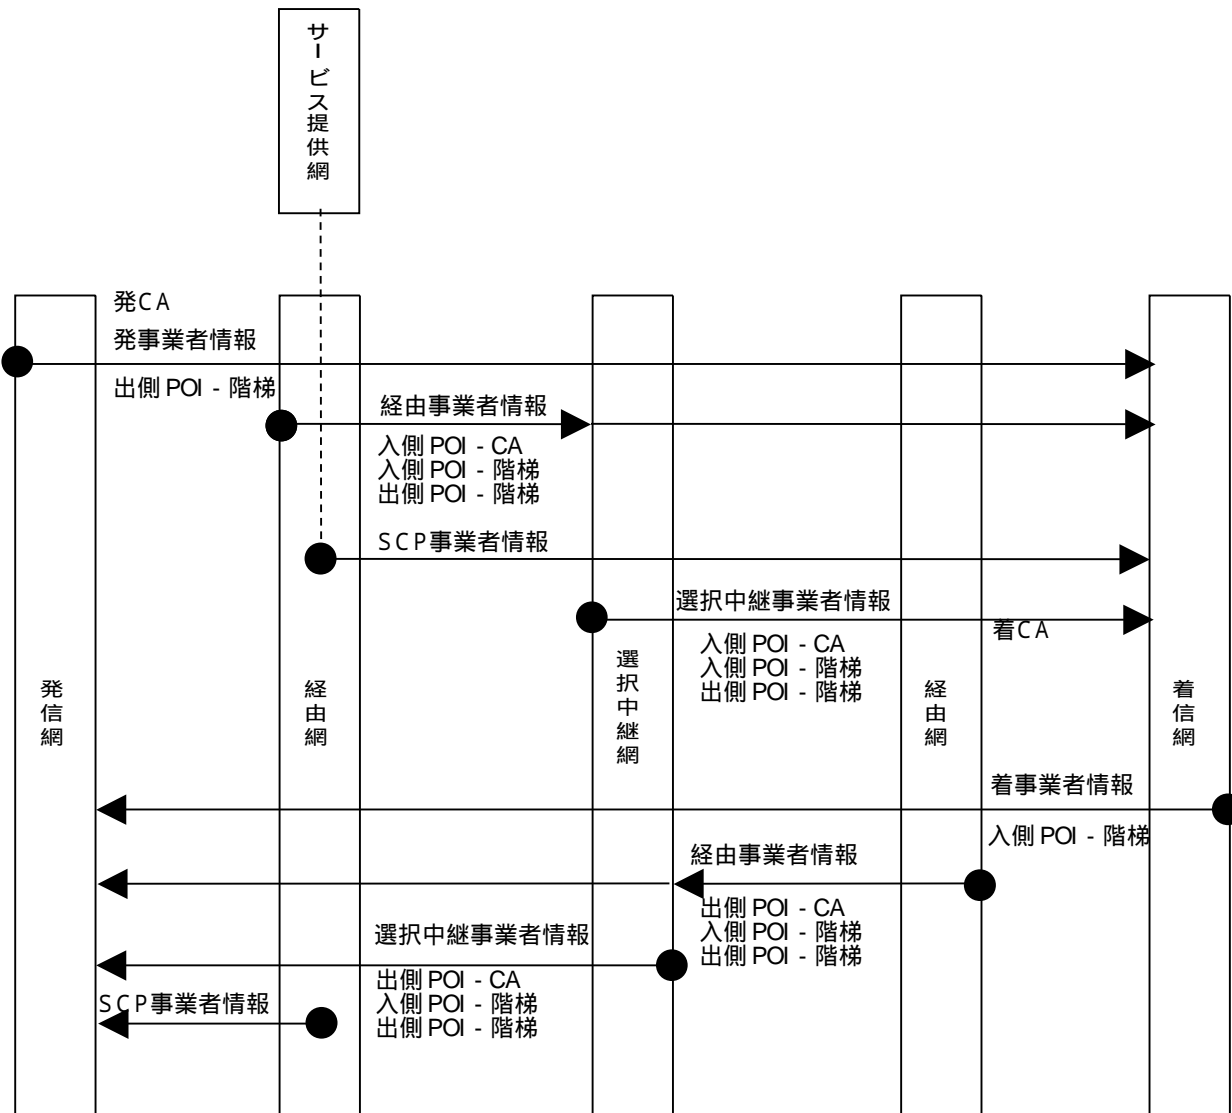 サービス提供網
発CA
発事業者情報
出側 POI - 階梯
経由事業者情報
入側 POI - CA
入側 POI - 階梯
出側 POI - 階梯
SCP事業者情報
選択中継事業者情報
着CA
入側 POI - CA
入側 POI - 階梯
出側 POI - 階梯
発信網
経由網
選択中継網
経由網
着信網
着事業者情報
入側 POI - 階梯
経由事業者情報
出側 POI - CA
入側 POI - 階梯
出側 POI - 階梯
選択中継事業者情報
出側 POI - CA
入側 POI - 階梯
出側 POI - 階梯
SCP事業者情報